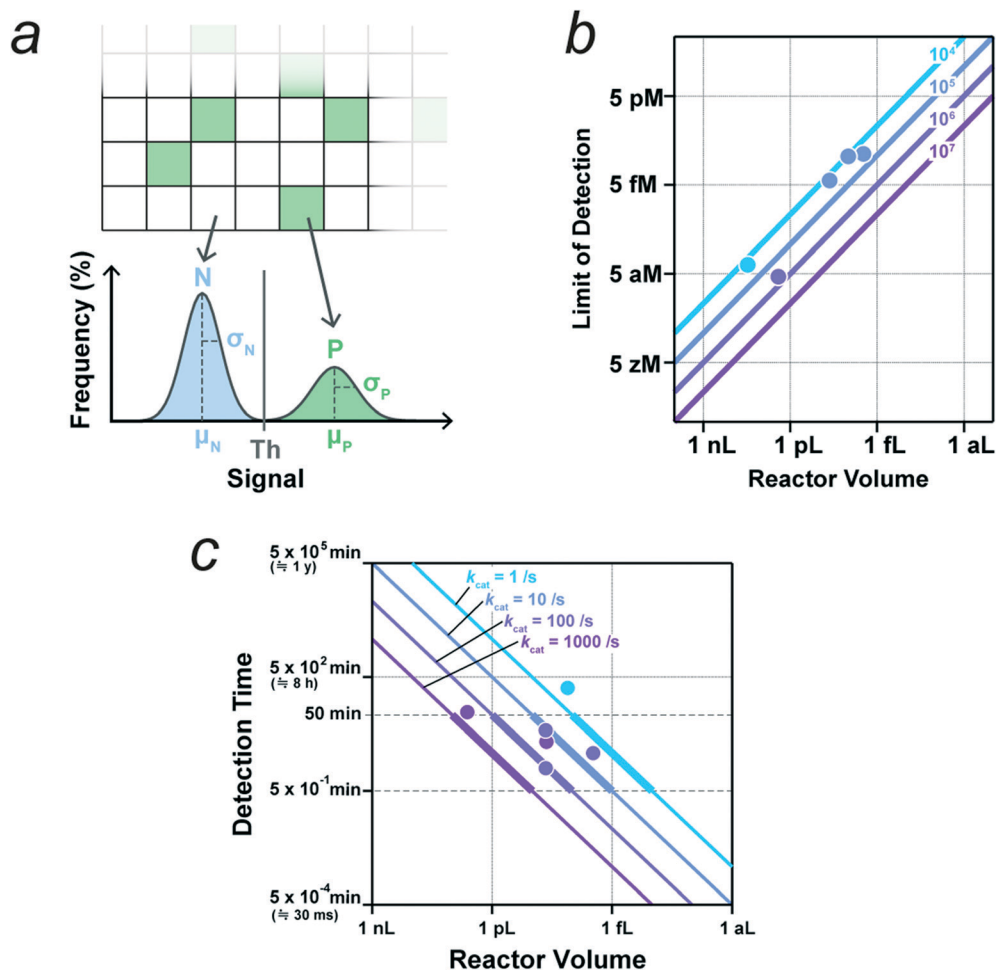 a
Frequency (%)
N
σN
P
σP
μN
Th
μP
Signal
b
Limit of Detection
5 pM
5 fM
5 aM
5 zM
10⁴
10⁵
10⁶
10⁷
1 nL
1 pL
1 fL
1 aL
Reactor Volume
c
Detection Time
5 x 10⁵ min
(≒ 1 y)
5 x 10² min
(≒ 8 h)
50 min
5 x 10⁻¹ min
5 x 10⁻⁴ min
(≒ 30 ms)
kcat = 1 /s
kcat = 10 /s
kcat = 100 /s
kcat = 1000 /s
1 nL
1 pL
1 fL
1 aL
Reactor Volume